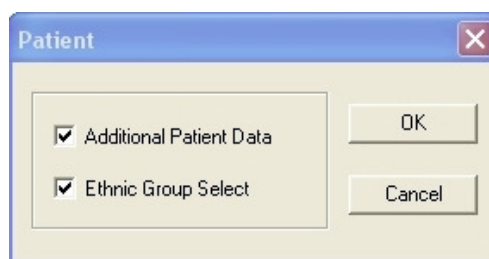 Patient
Additional Patient Data
OK
Ethnic Group Select
Cancel